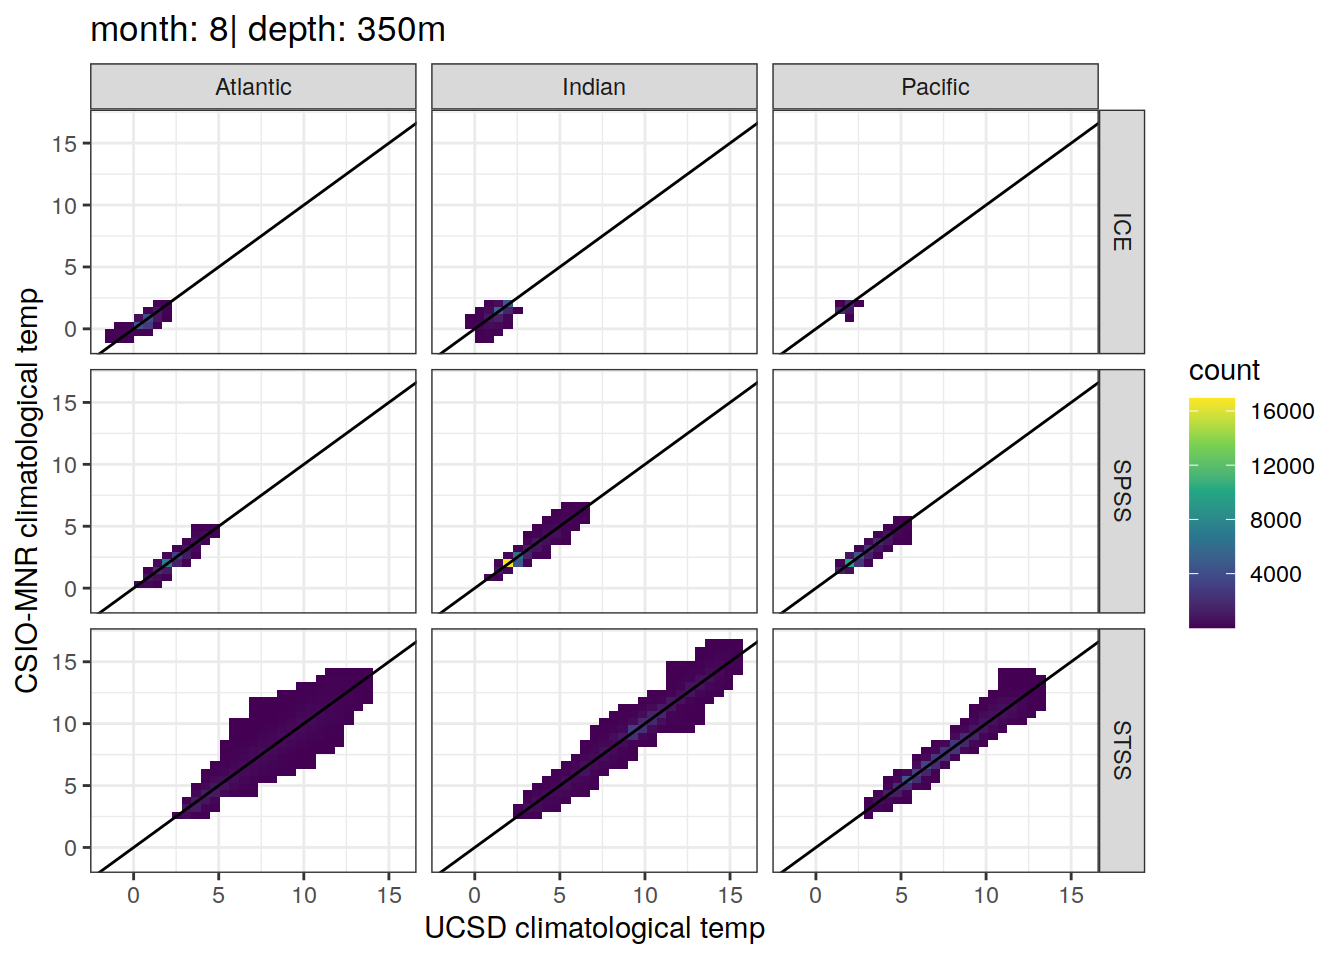 month: 8| depth: 350m
Atlantic
Indian
Pacific
15
10
5
0
ICE
15
10
5
0
SPSS
15
10
5
0
STSS
0 5 10 15
0 5 10 15
0 5 10 15
UCSD climatological temp
CSIO-MNR climatological temp
count
16000
12000
8000
4000